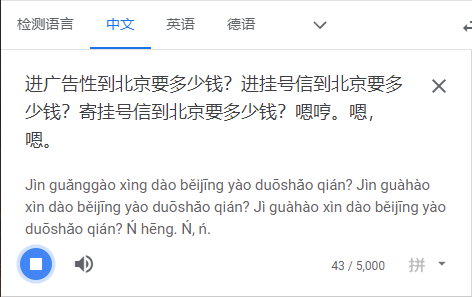 检测语言 中文 英语 德语
进广告性到北京要多少钱？进挂号信到北京要多
少钱？寄挂号信到北京要多少钱？嗯哼。嗯，
嗯。
Jìn guǎnggào xìng dào běijīng yào duōshǎo qián? Jìn guàhào
xìn dào běijīng yào duōshǎo qián? Jì guàhào xìn dào běijīng yào
duōshǎo qián? Ń hēng. Ń, ń.
43 / 5,000 拼